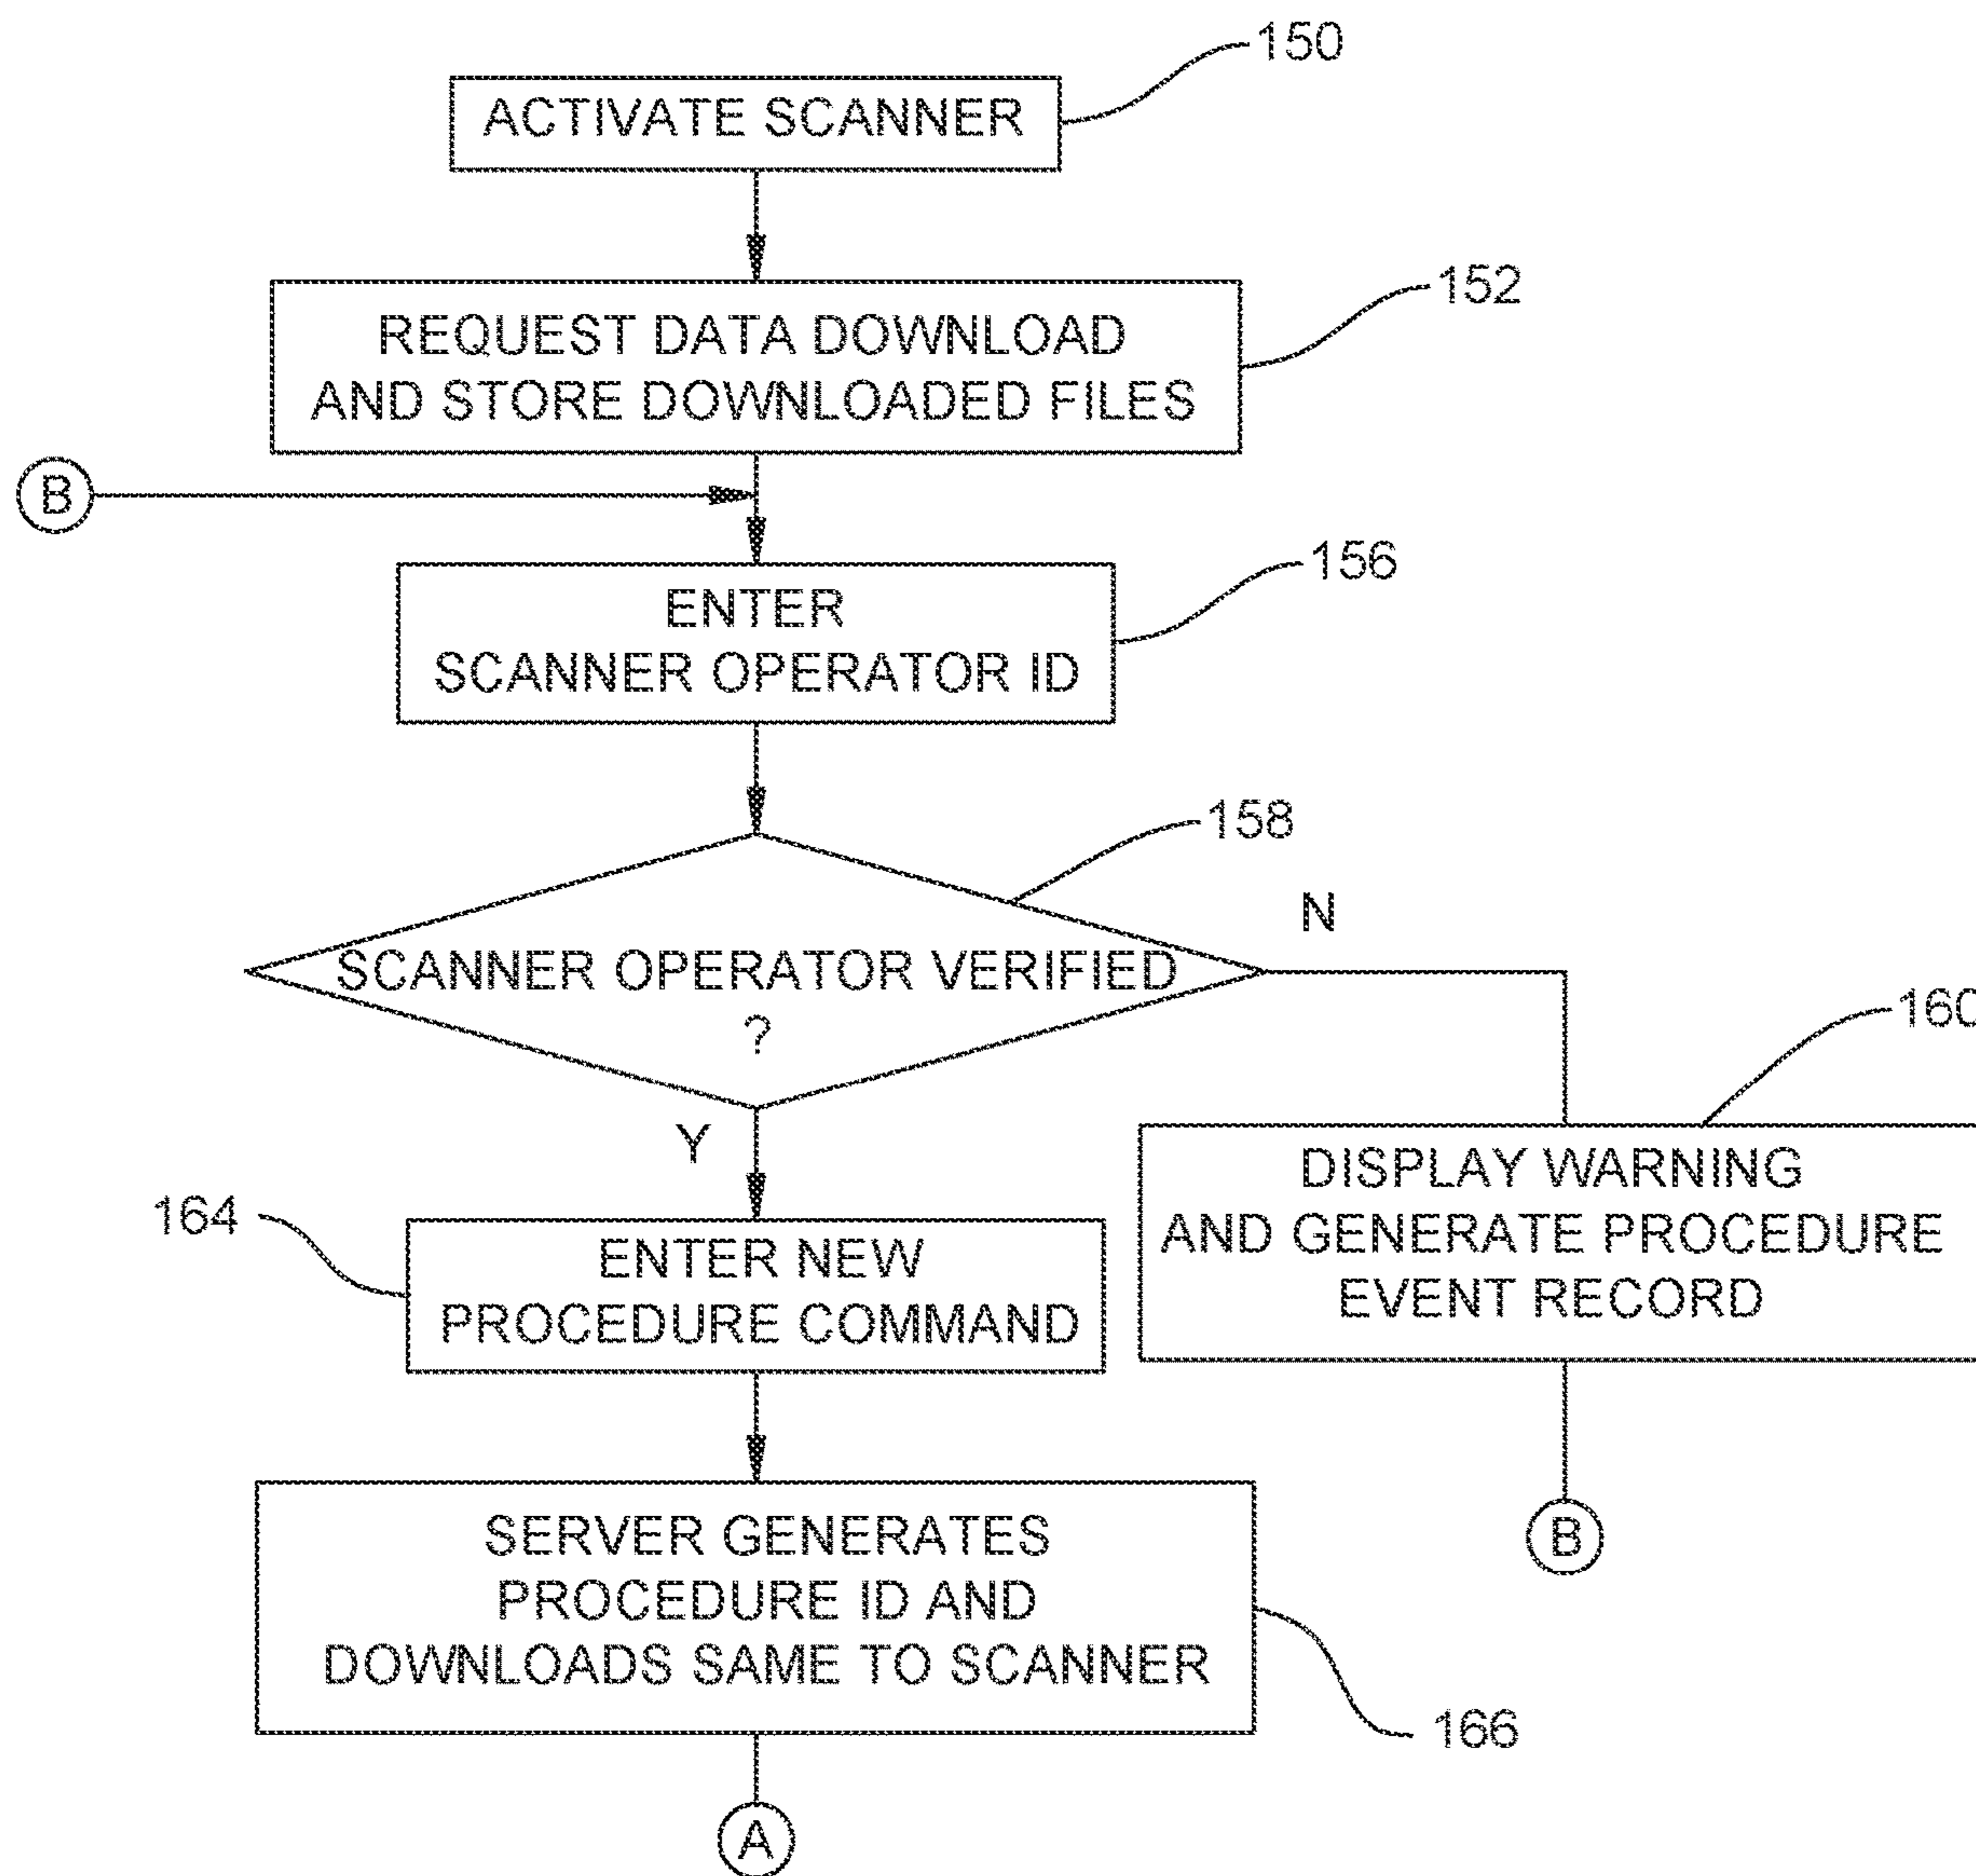 150
ACTIVATE SCANNER
152
REQUEST DATA DOWNLOAD
AND STORE DOWNLOADED FILES
B
156
ENTER
SCANNER OPERATOR ID
158
N
SCANNER OPERATOR VERIFIED
?
160
Y
DISPLAY WARNING
AND GENERATE PROCEDURE
EVENT RECORD
164
ENTER NEW
PROCEDURE COMMAND
SERVER GENERATES
PROCEDURE ID AND
DOWNLOADS SAME TO SCANNER
B
166
A